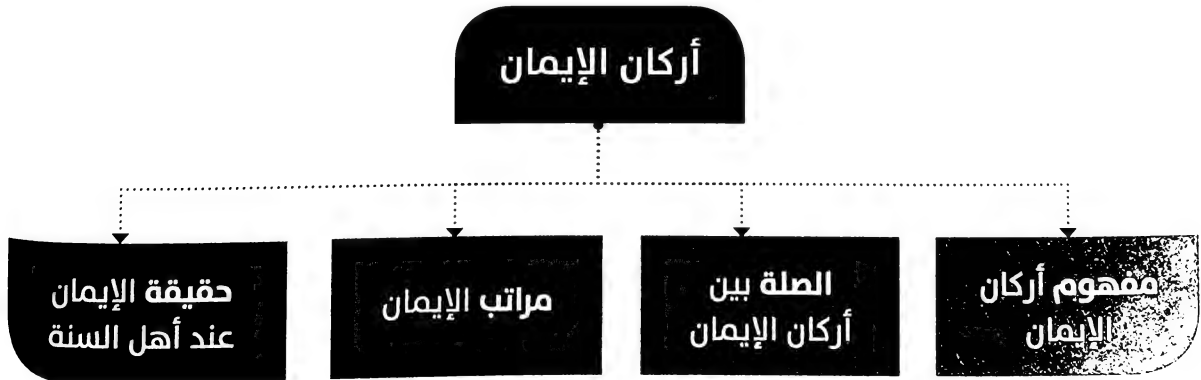 أركان الإيمان
مفهوم أركان
الإيمان
الصلة بين
أركان الإيمان
مراتب الإيمان
حقيقة الإيمان
عند أهل السنة